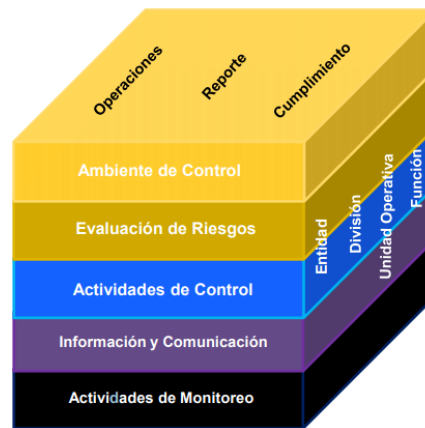 Operaciones
Reporte
Cumplimiento
Ambiente de Control
Evaluación de Riesgos
Actividades de Control
Información y Comunicación
Actividades de Monitoreo
Entidad
División
Unidad Operativa
Función